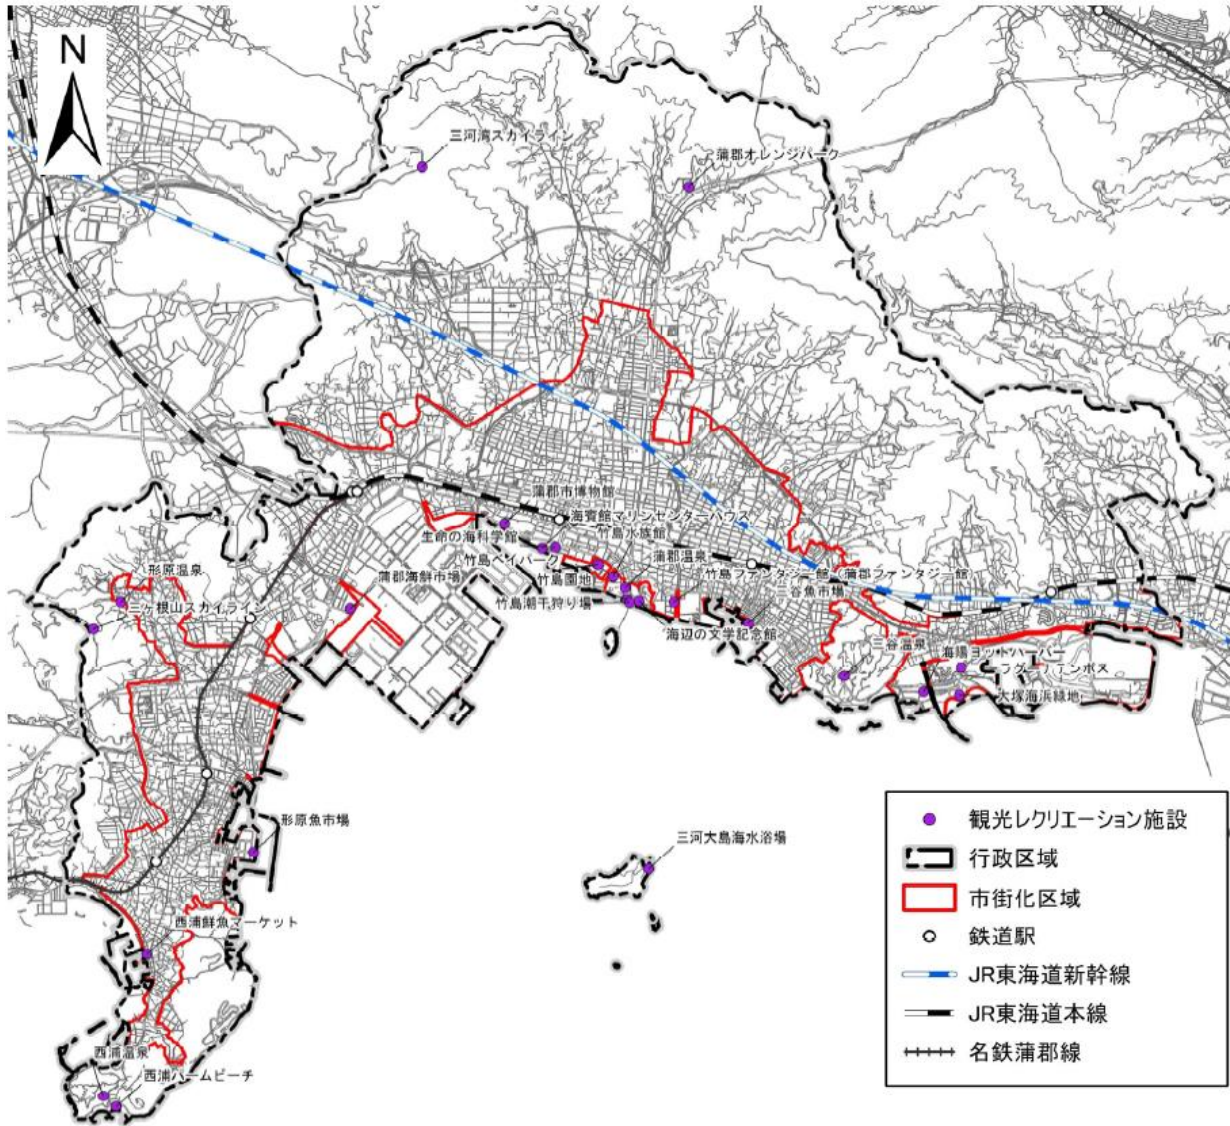 N
三河湾スカイライン
蒲郡オレンジパーク
蒲郡市博物館
海賓館マリンセンターハウス
生命の海科学館
竹島水族館
竹島ベイパーク
蒲郡温泉
形原温泉
蒲郡海鮮市場
竹島園地
竹島ファンタジー館（蒲郡ファンタジー館
三谷魚市場
三ヶ根山スカイライン
竹島潮干狩り場
海辺の文学記念館
三谷温泉
海陽ヨットハーバー
ラグーナテンボス
大塚海浜緑地
形原魚市場
三河大島海水浴場
西浦鮮魚マーケット
西浦温泉
西浦パームビーチ
観光レクリエーション施設
行政区域
市街化区域
鉄道駅
JR東海道新幹線
JR東海道本線
名鉄蒲郡線